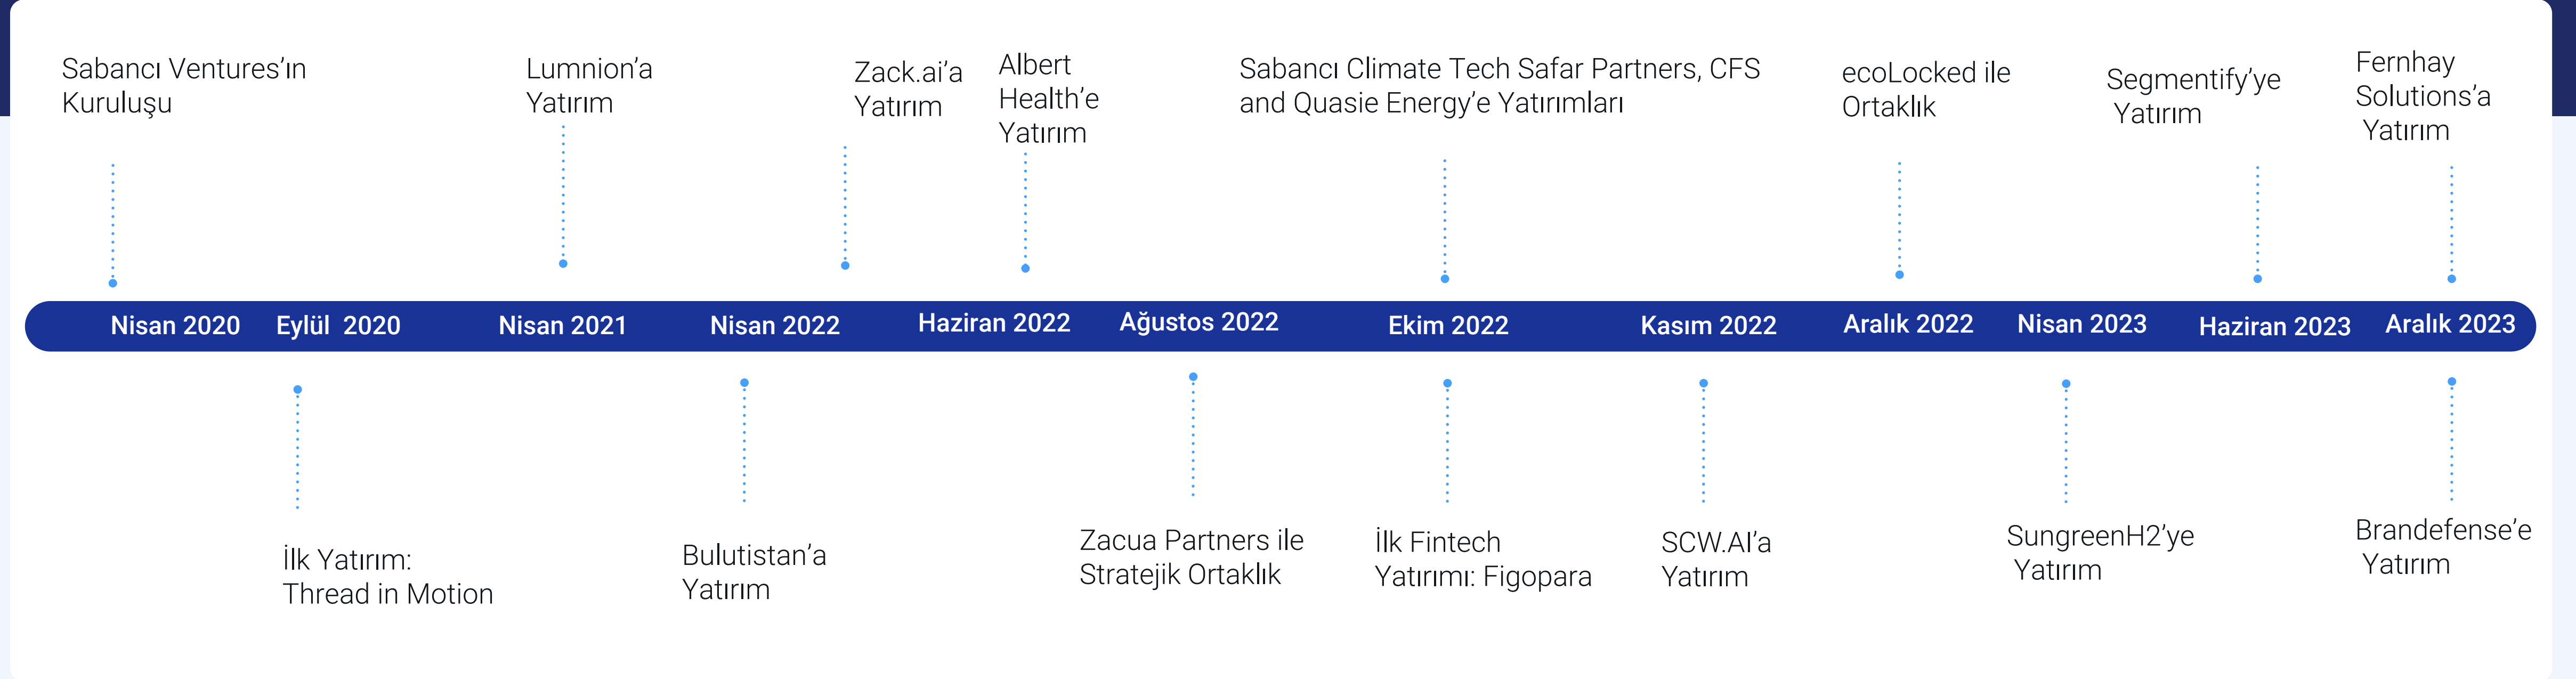 Sabancı Ventures’ın
Kuruluşu
Lumnion’a
Yatırım
Zack.ai’a
Yatırım
Albert
Health’e
Yatırım
Sabancı Climate Tech Safar Partners, CFS
and Quasie Energy’e Yatırımları
ecoLocked ile
Ortaklık
Segmentify’ye
Yatırım
Fernhay
Solutions’a
Yatırım
Nisan 2020
Eylül 2020
Nisan 2021
Nisan 2022
Haziran 2022
Ağustos 2022
Ekim 2022
Kasım 2022
Aralık 2022
Nisan 2023
Haziran 2023
Aralık 2023
İlk Yatırım:
Thread in Motion
Bulutistan’a
Yatırım
Zacua Partners ile
Stratejik Ortaklık
İlk Fintech
Yatırımı: Figopara
SCW.AI’a
Yatırım
SungreenH2’ye
Yatırım
Brandefense’e
Yatırım